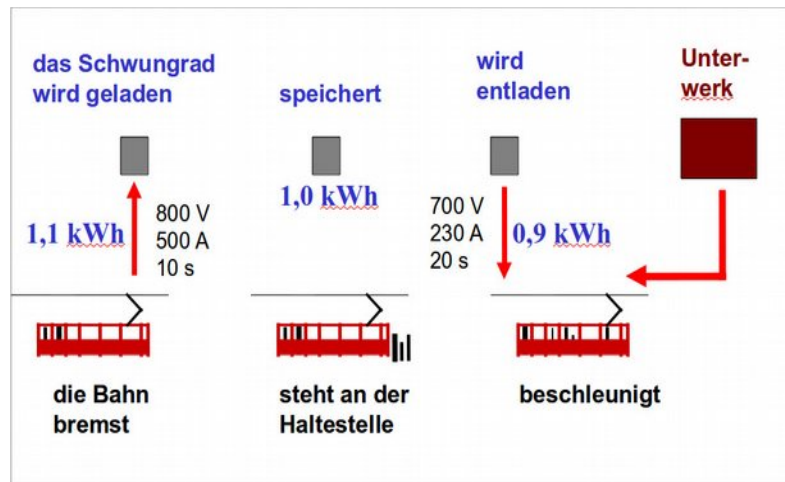 das Schwungrad
wird geladen
speichert
wird
entladen
Unter-
werk
1,1 kWh
800 V
500 A
10 s
1,0 kWh
700 V
230 A
20 s
0,9 kWh
die Bahn
bremst
steht an der
Haltestelle
beschleunigt